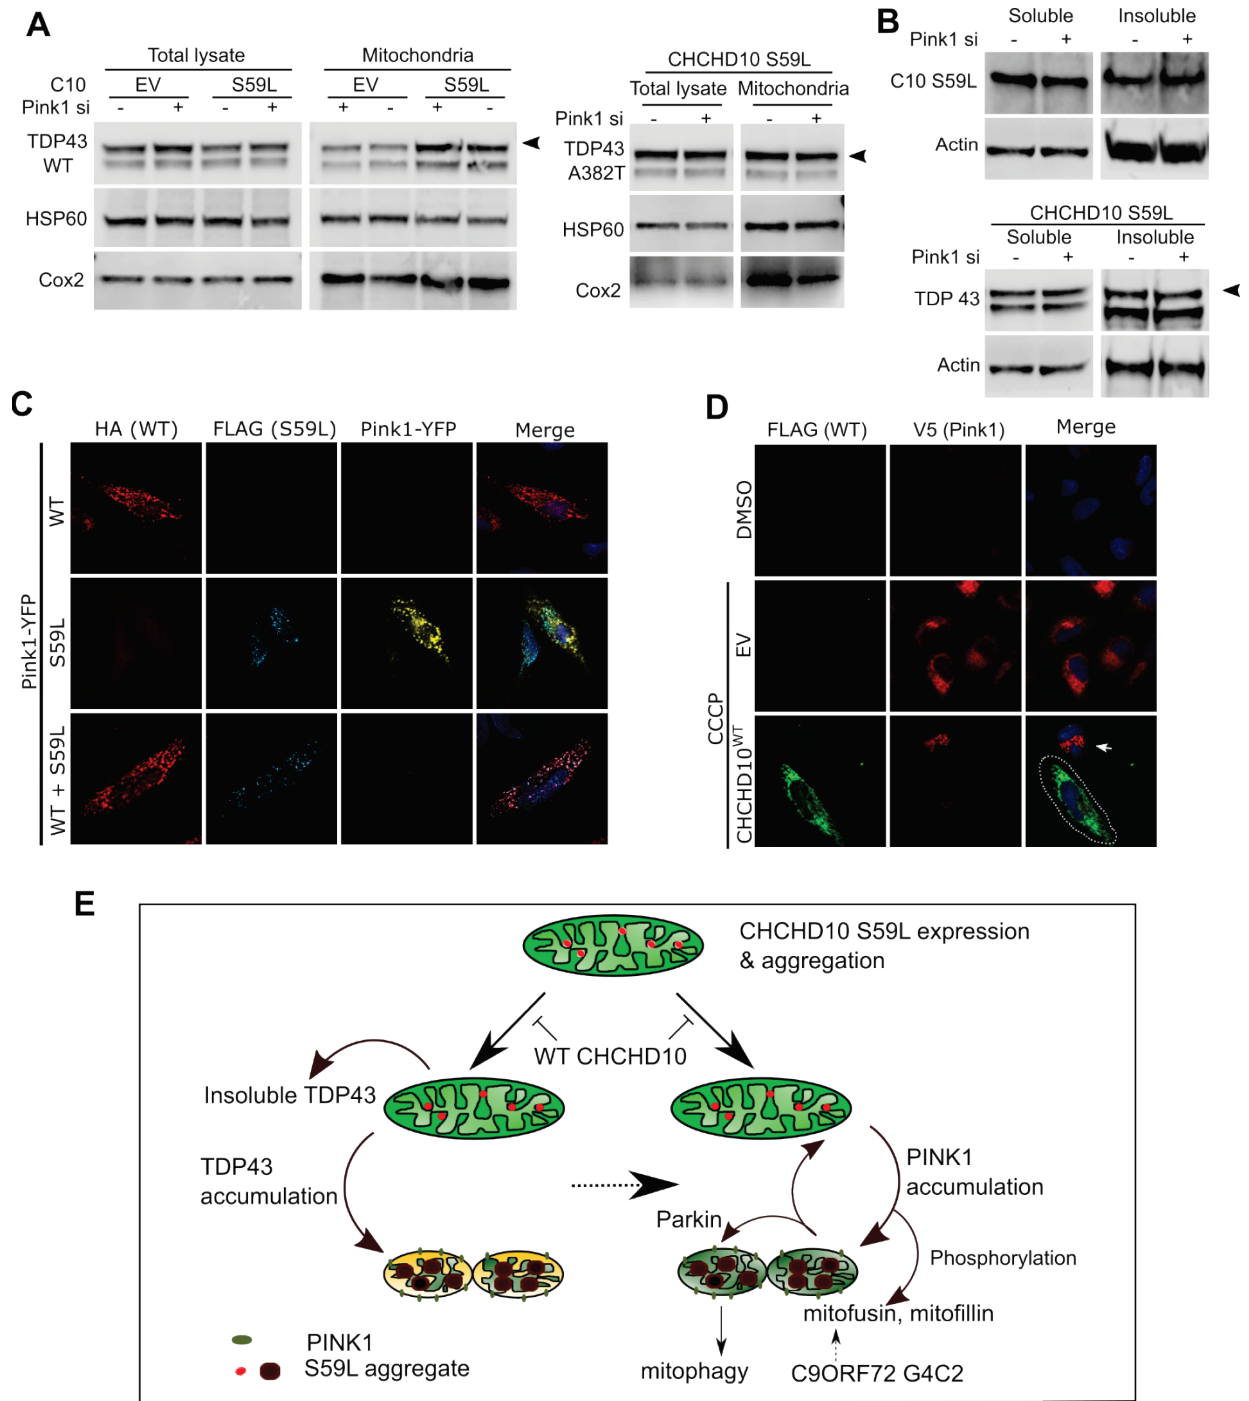 A
Total lysate Mitochondria
C10 EV S59L EV S59L
Pink1 si - + - + + - + -
TDP43
WT
HSP60
Cox2
CHCHD10 S59L
Total lysate Mitochondria
Pink1 si - + - +
TDP43
A382T
HSP60
Cox2
B
Soluble Insoluble
Pink1 si - + - +
C10 S59L
Actin
CHCHD10 S59L
Soluble Insoluble
Pink1 si - + - +
TDP 43
Actin
C
HA (WT) FLAG (S59L) Pink1-YFP Merge
Pink1-YFP
WT
S59L
WT + S59L
D
FLAG (WT) V5 (Pink1) Merge
DMSO
CCCP
EV
CHCHD10WT
E
CHCHD10 S59L expression
& aggregation
WT CHCHD10
Insoluble TDP43
TDP43
accumulation
PINK1
accumulation
Parkin
Phosphorylation
mitofusin, mitofillin
mitophagy
C9ORF72 G4C2
PINK1
S59L aggregate